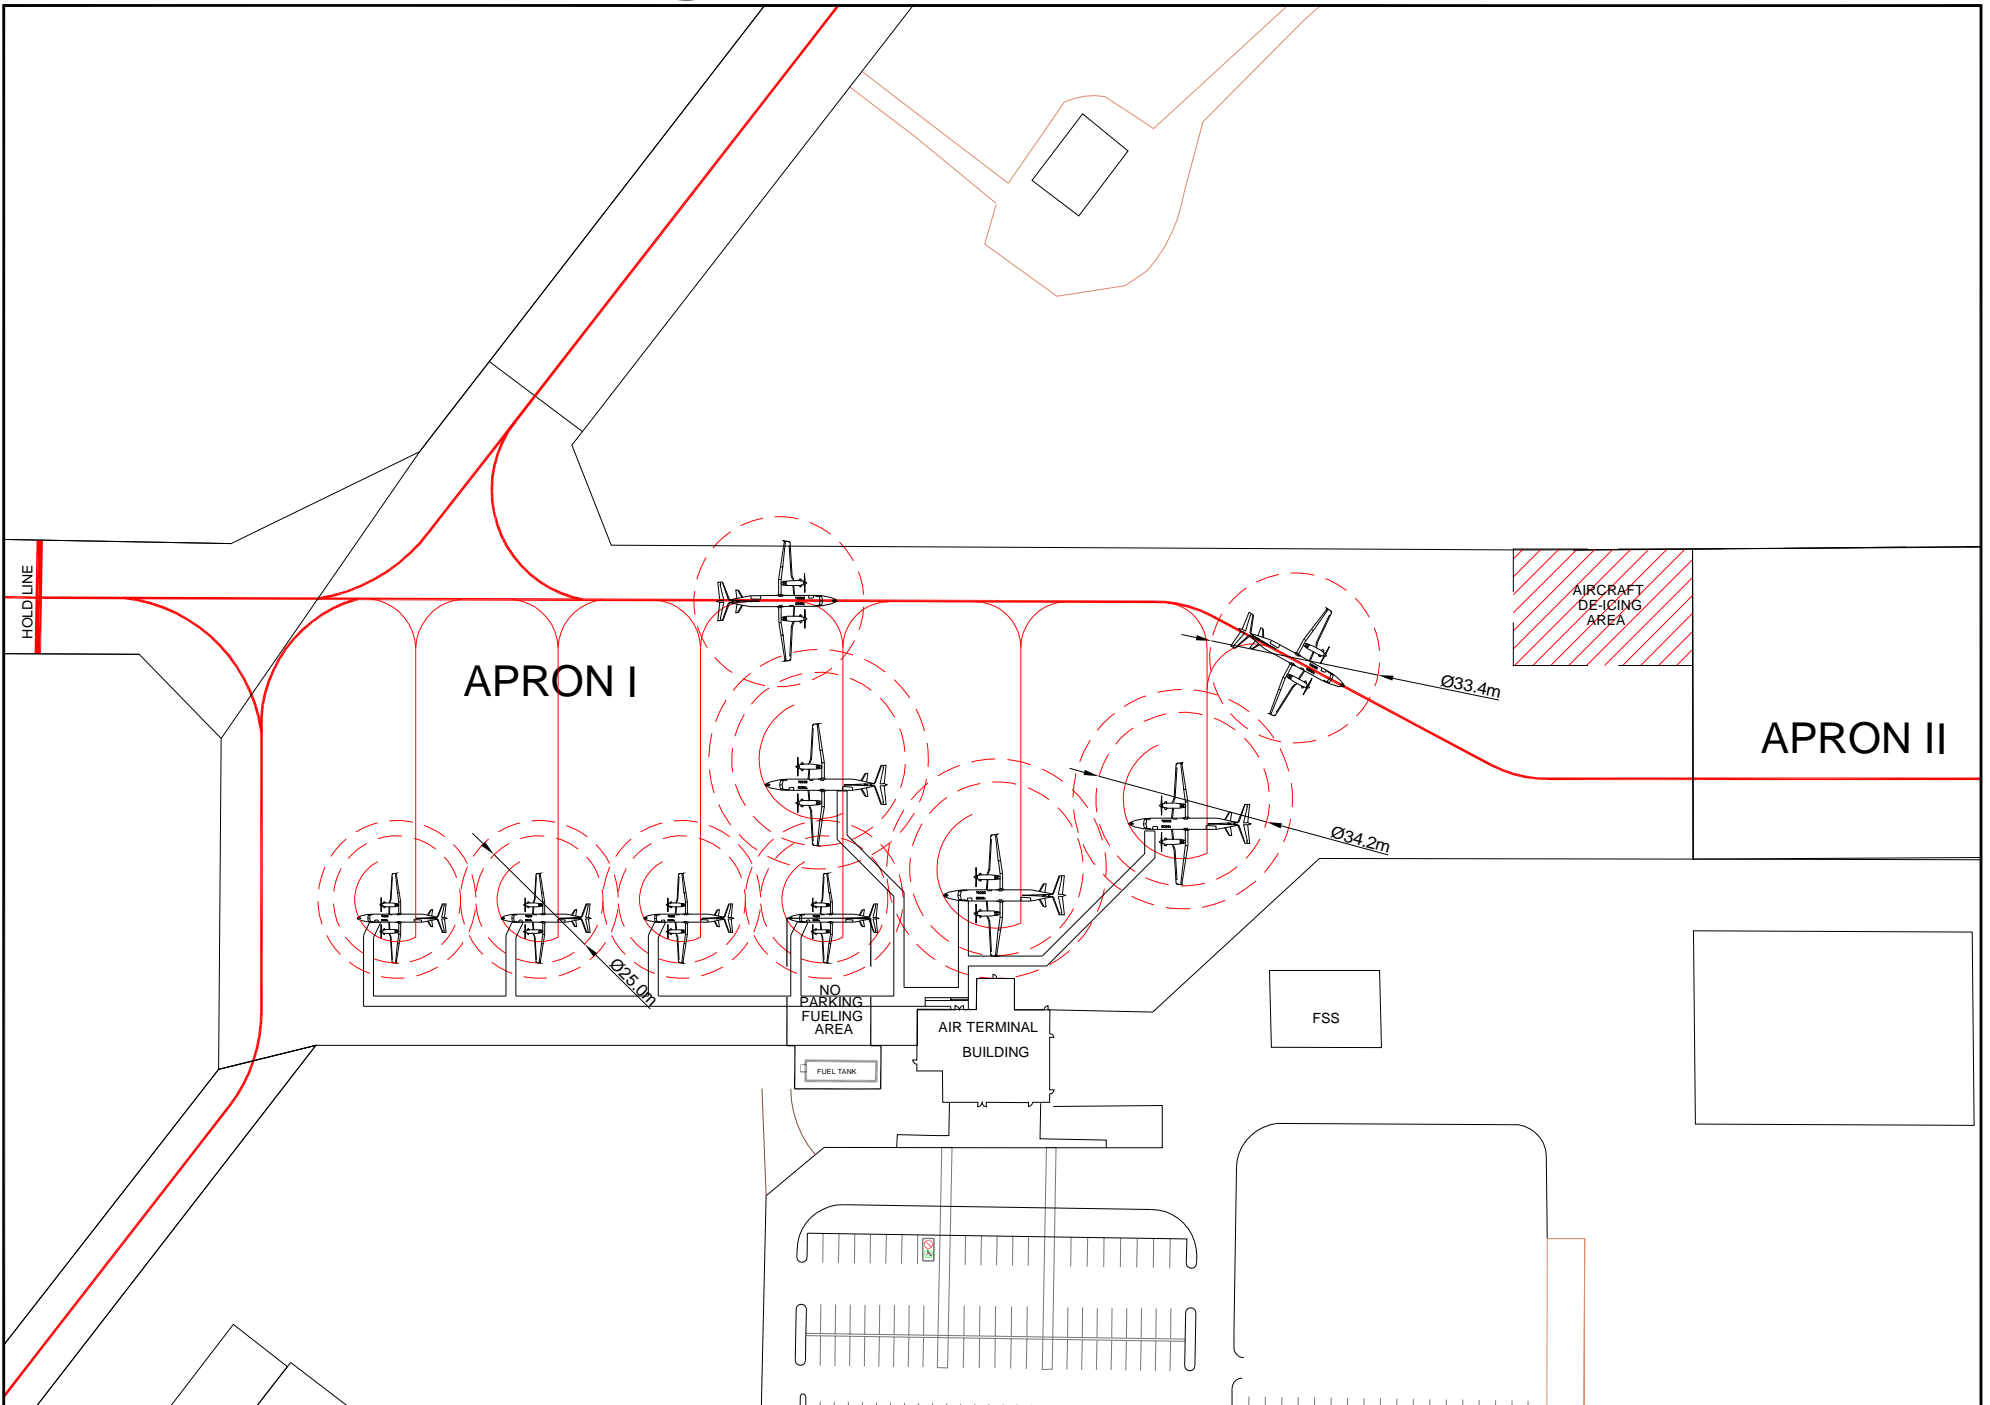 HOLD LINE
APRON I
AIRCRAFT
DE-ICING
AREA
Ø33.4m
APRON II
Ø34.2m
Ø25.0m
NO
PARKING
FUELING
AREA
AIR TERMINAL
BUILDING
FSS
FUEL TANK